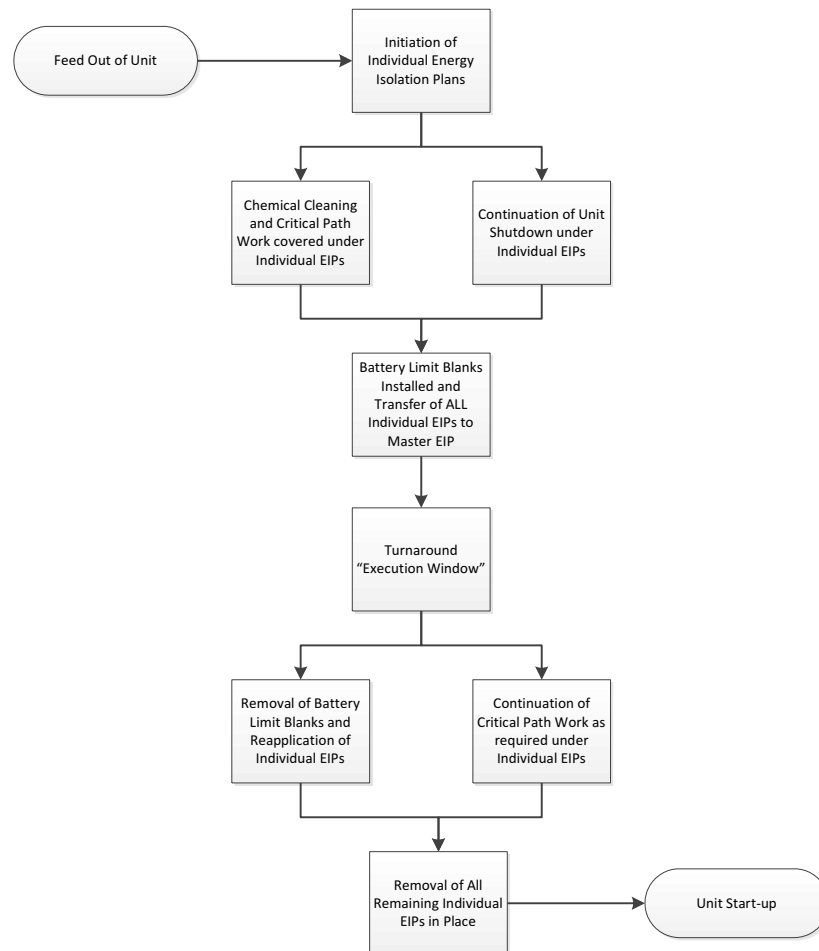 Feed Out of Unit
Initiation of
Individual Energy
Isolation Plans
Chemical Cleaning
and Critical Path
Work covered under
Individual EIPs
Continuation of Unit
Shutdown under
Individual EIPs
Battery Limit Blanks
Installed and
Transfer of ALL
Individual EIPs to
Master EIP
Turnaround
“Execution Window”
Removal of Battery
Limit Blanks and
Reapplication of
Individual EIPs
Continuation of
Critical Path Work as
required under
Individual EIPs
Removal of All
Remaining Individual
EIPs in Place
Unit Start-up